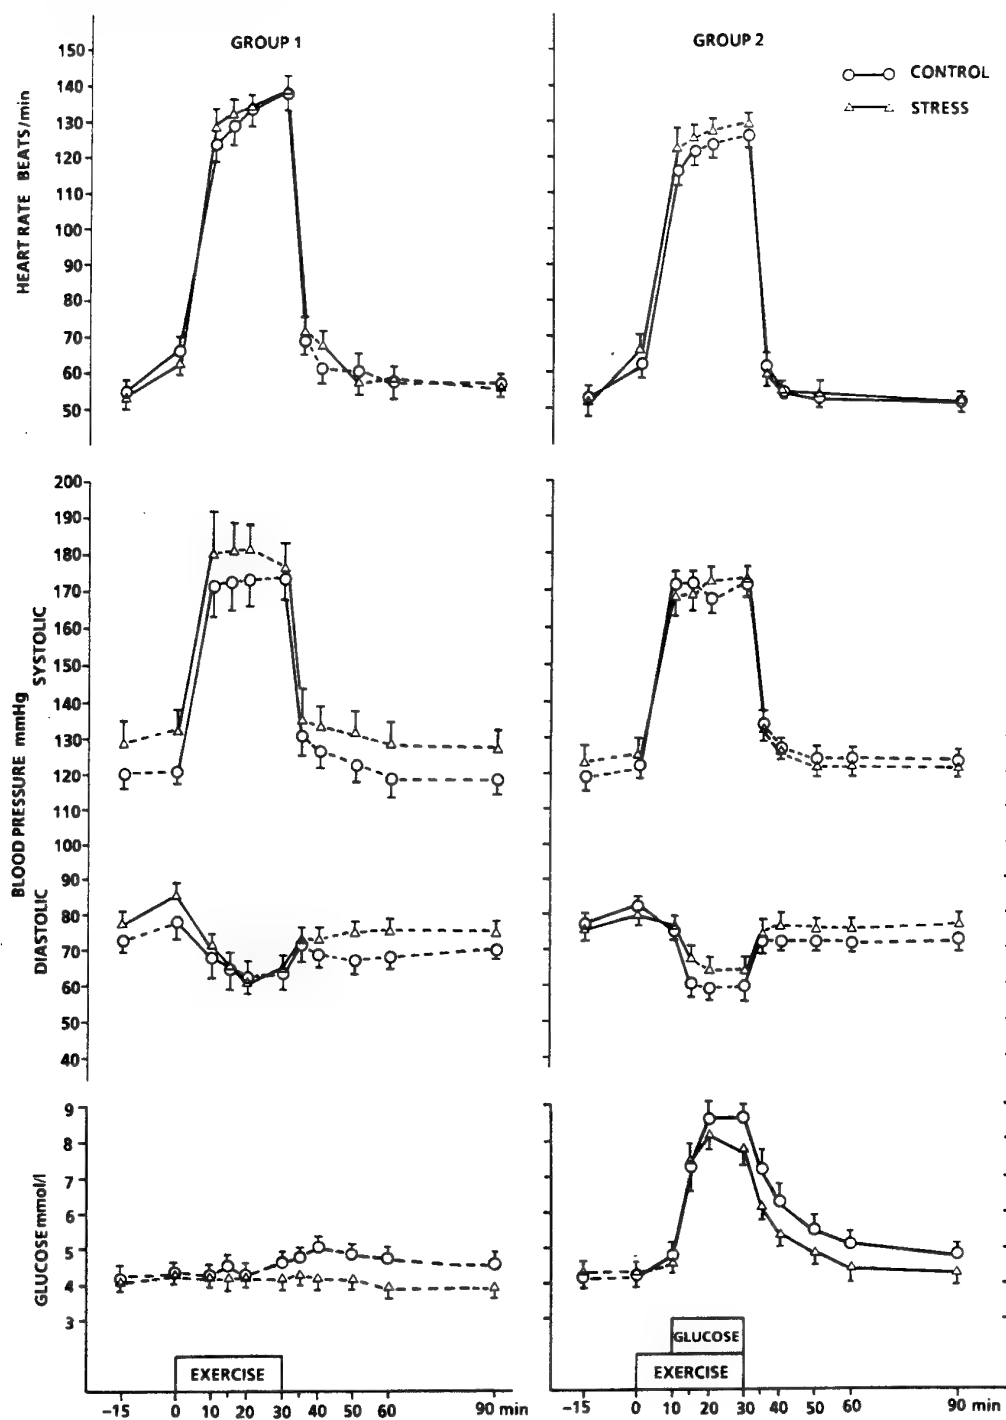 GROUP 1
GROUP 2
CONTROL
STRESS
HEART RATE BEATS/min
150
140
130
120
110
100
90
80
70
60
50
BLOOD PRESSURE mmHg
SYSTOLIC
DIASTOLIC
200
190
180
170
160
150
140
130
120
110
100
90
80
70
60
50
40
GLUCOSE mmol/l
9
8
7
6
5
4
3
EXERCISE
GLUCOSE
EXERCISE
-15 0 10 20 30 40 50 60 90 min
-15 0 10 20 30 40 50 60 90 min